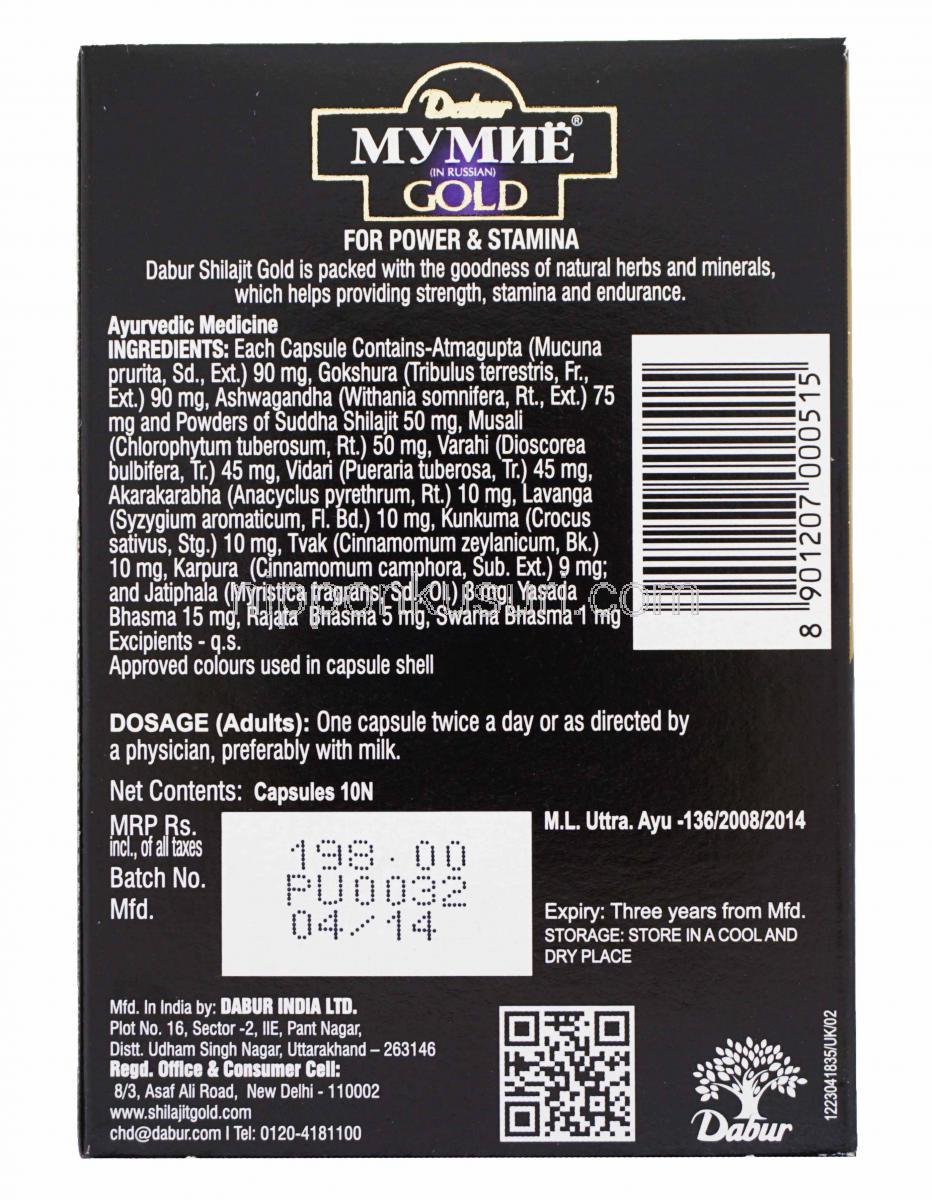 Dabur
МУМИЁ®
(IN RUSSIAN)
GOLD
FOR POWER & STAMINA
Dabur Shilajit Gold is packed with the goodness of natural herbs and minerals,
which helps providing strength, stamina and endurance.
Ayurvedic Medicine
INGREDIENTS: Each Capsule Contains-Atmagupta (Mucuna
prurita, Sd., Ext.) 90 mg, Gokshura (Tribulus terrestris, Fr.,
Ext.) 90 mg, Ashwagandha (Withania somnifera, Rt., Ext.) 75
mg and Powders of Suddha Shilajit 50 mg, Musali
(Chlorophytum tuberosum, Rt.) 50 mg, Varahi (Dioscorea
bulbifera, Tr.) 45 mg, Vidari (Pueraria tuberosa, Tr.) 45 mg,
Akarakarabha (Anacyclus pyrethrum, Rt.) 10 mg, Lavanga
(Syzygium aromaticum, Fl. Bd.) 10 mg, Kunkuma (Crocus
sativus, Stg.) 10 mg, Tvak (Cinnamomum zeylanicum, Bk.)
10 mg, Karpura (Cinnamomum camphora, Sub. Ext.) 9 mg;
and Jatiphala (Myristica fragrans, Sd. Ol.) 3 mg, Yasada
Bhasma 15 mg, Rajata Bhasma 5 mg, Swarna Bhasma 1 mg
Excipients - q.s.
Approved colours used in capsule shell
8 901207 000515
nipponkusuri.com
DOSAGE (Adults): One capsule twice a day or as directed by
a physician, preferably with milk.
Net Contents: Capsules 10N
MRP Rs. 198.00
incl., of all taxes
Batch No. PU0032
Mfd. 04/14
M.L. Uttra. Ayu -136/2008/2014
Expiry: Three years from Mfd.
STORAGE: STORE IN A COOL AND
DRY PLACE
Mfd. In India by: DABUR INDIA LTD.
Plot No. 16, Sector -2, IIE, Pant Nagar,
Distt. Udham Singh Nagar, Uttarakhand – 263146
Regd. Office & Consumer Cell:
8/3, Asaf Ali Road, New Delhi - 110002
www.shilajitgold.com
chd@dabur.com I Tel: 0120-4181100
Dabur
1223041835/UK/02